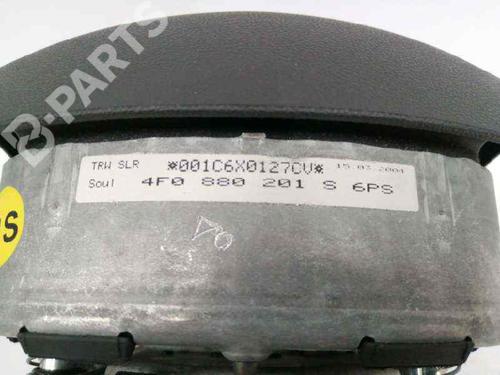 B-PARTS
TRW SLR *001C6X0127CV* 15.03.2004
Soul 4F0 880 201 S 6PS